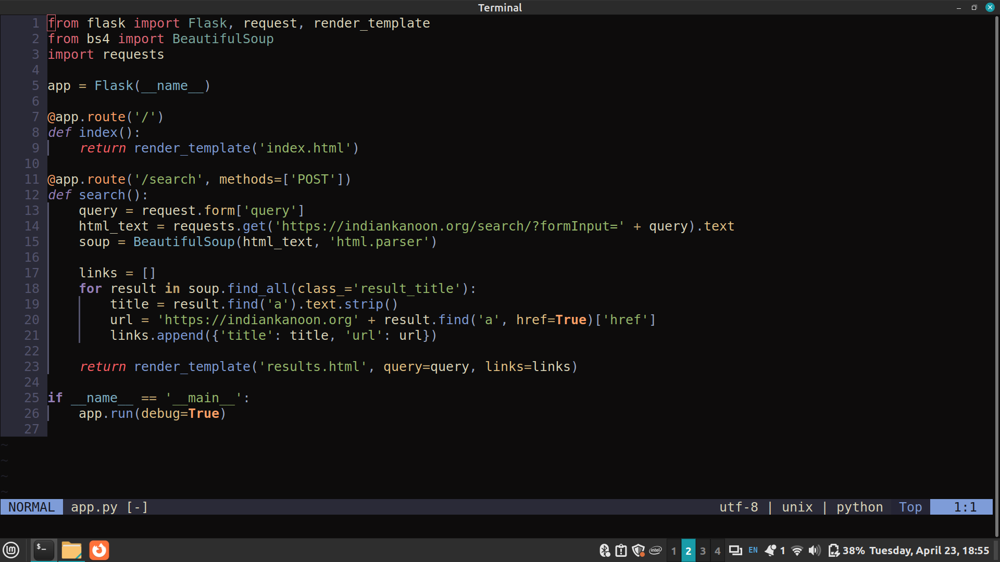 Terminal
1 from flask import Flask, request, render_template
2 from bs4 import BeautifulSoup
3 import requests
4
5 app = Flask(__name__)
6
7 @app.route('/')
8 def index():
9     return render_template('index.html')
10
11 @app.route('/search', methods=['POST'])
12 def search():
13     query = request.form['query']
14     html_text = requests.get('https://indiankanoon.org/search/?formInput=' + query).text
15     soup = BeautifulSoup(html_text, 'html.parser')
16
17     links = []
18     for result in soup.find_all(class_='result_title'):
19         title = result.find('a').text.strip()
20         url = 'https://indiankanoon.org' + result.find('a', href=True)['href']
21         links.append({'title': title, 'url': url})
22
23     return render_template('results.html', query=query, links=links)
24
25 if __name__ == '__main__':
26     app.run(debug=True)
27
~
~
~
~
NORMAL app.py [-] utf-8 | unix | python Top 1:1
$_ intel 1 2 3 4 EN 1 38% Tuesday, April 23, 18:55